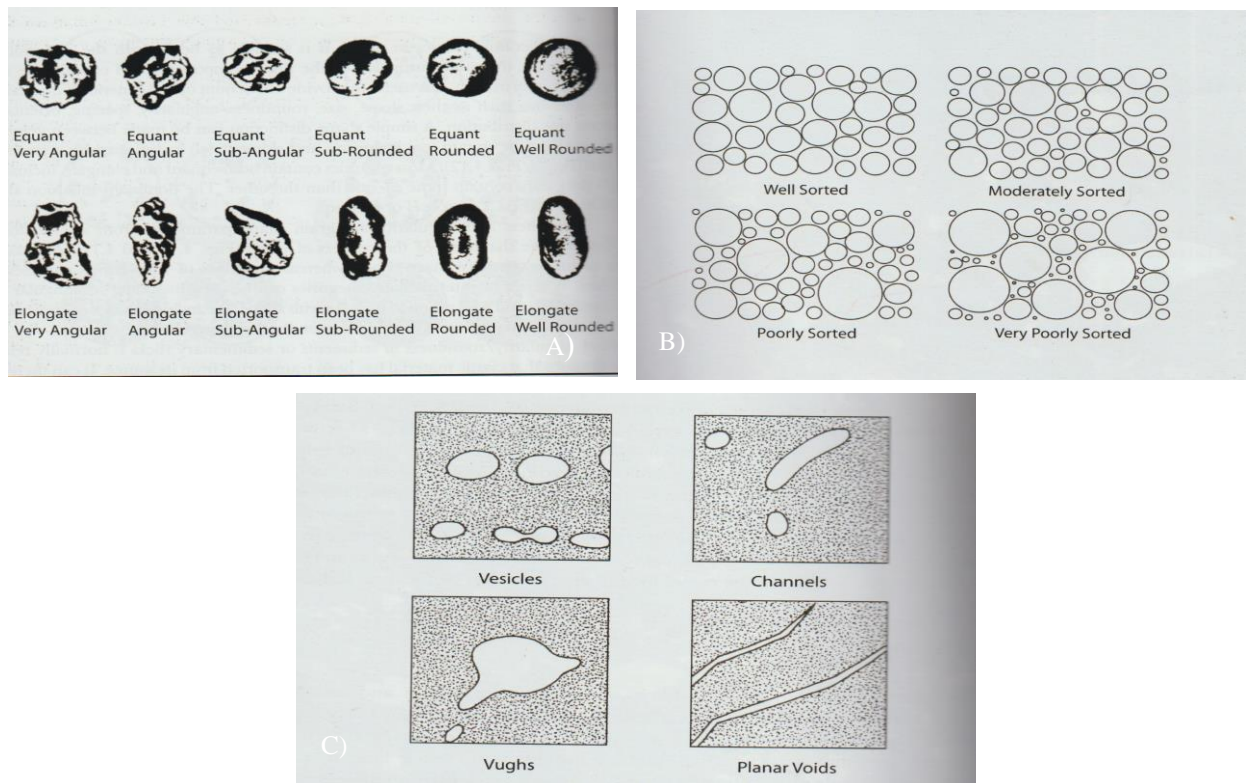 Equant Equant Equant Equant Equant Equant
Very Angular Angular Sub-Angular Sub-Rounded Rounded Well Rounded
Elongate Elongate Elongate Elongate Elongate Elongate
Very Angular Angular Sub-Angular Sub-Rounded Rounded Well Rounded
A)
Well Sorted Moderately Sorted
Poorly Sorted Very Poorly Sorted
B)
Vesicles Channels
Vughs Planar Voids
C)